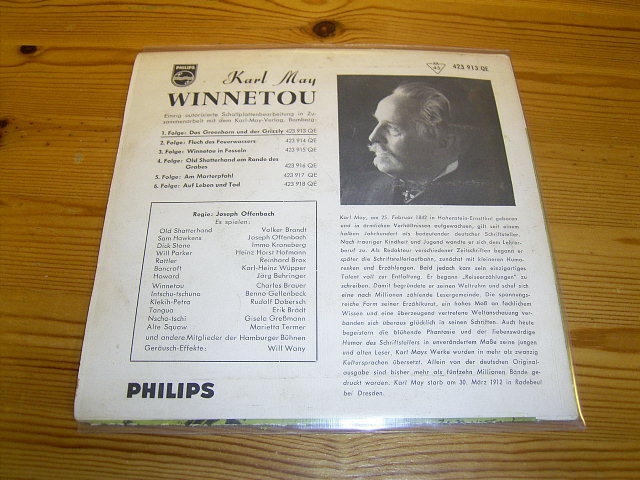 PHILIPS
45
423 913 QE
Karl May
WINNETOU
Einzig autorisierte Schallplattenbearbeitung in Zu-
sammenarbeit mit dem Karl-May-Verlag, Bamberg:
1. Folge: Das Greenhorn und der Grizzly 423 913 QE
2. Folge: Fluch des Feuerwassers 423 914 QE
3. Folge: Winnetou in Fesseln 423 915 QE
4. Folge: Old Shatterhand am Rande des
Grabes 423 916 QE
5. Folge: Am Marterpfahl 423 917 QE
6. Folge: Auf Leben und Tod 423 918 QE
Regie: Joseph Offenbach
Es spielen:
Old Shatterhand Volker Brandt
Sam Hawkens Joseph Offenbach
Dick Stone Immo Kroneberg
Will Parker Heinz Horst Hofmann
Rattler Reinhard Brax
Bancroft Karl-Heinz Wüpper
Howard Jörg Behringer
Winnetou Charles Brauer
Intschu-tschuna Benno Gellenbeck
Klekih-Petra Rudolf Dobersch
Tangua Erik Brädt
Nscho-tschi Gisela Greßmann
Alte Squaw Marietta Termer
und andere Mitglieder der Hamburger Bühnen
Geräusch-Effekte: Will Wany
PHILIPS
Karl May, am 25. Februar 1842 in Hohenstein-Ernstthal geboren
und in ärmlichen Verhältnissen aufgewachsen, gilt seit einem
halben Jahrhundert als bedeutender deutscher Schriftsteller.
Nach trauriger Kindheit und Jugend wandte er sich dem Lehrer-
beruf zu. Als Redakteur verschiedener Zeitschriften begann er
später die Schriftstellerlaufbahn, zunächst mit kleineren Humo-
resken und Erzählungen. Bald jedoch kam sein einzigartiges
Talent voll zur Entfaltung. Er begann „Reiseerzählungen" zu
schreiben. Damit begründete er seinen Weltruhm und schuf sich
eine nach Millionen zählende Lesergemeinde. Die spannungs-
reiche Form seiner Erzählkunst, ein hohes Maß an fachlichem
Wissen und eine überzeugend vertretene Weltanschauung ver-
banden sich überaus glücklich in seinen Schriften. Auch heute
begeistern die blühende Phantasie und der liebenswürdige
Humor des Schriftstellers in unverändertem Maße seine jungen
und alten Leser. Karl Mays Werke wurden in mehr als zwanzig
Kultursprachen übersetzt. Allein von der deutschen Original-
ausgabe sind bisher mehr als fünfzehn Millionen Bände ge-
druckt worden. Karl May starb am 30. März 1912 in Radebeul
bei Dresden.